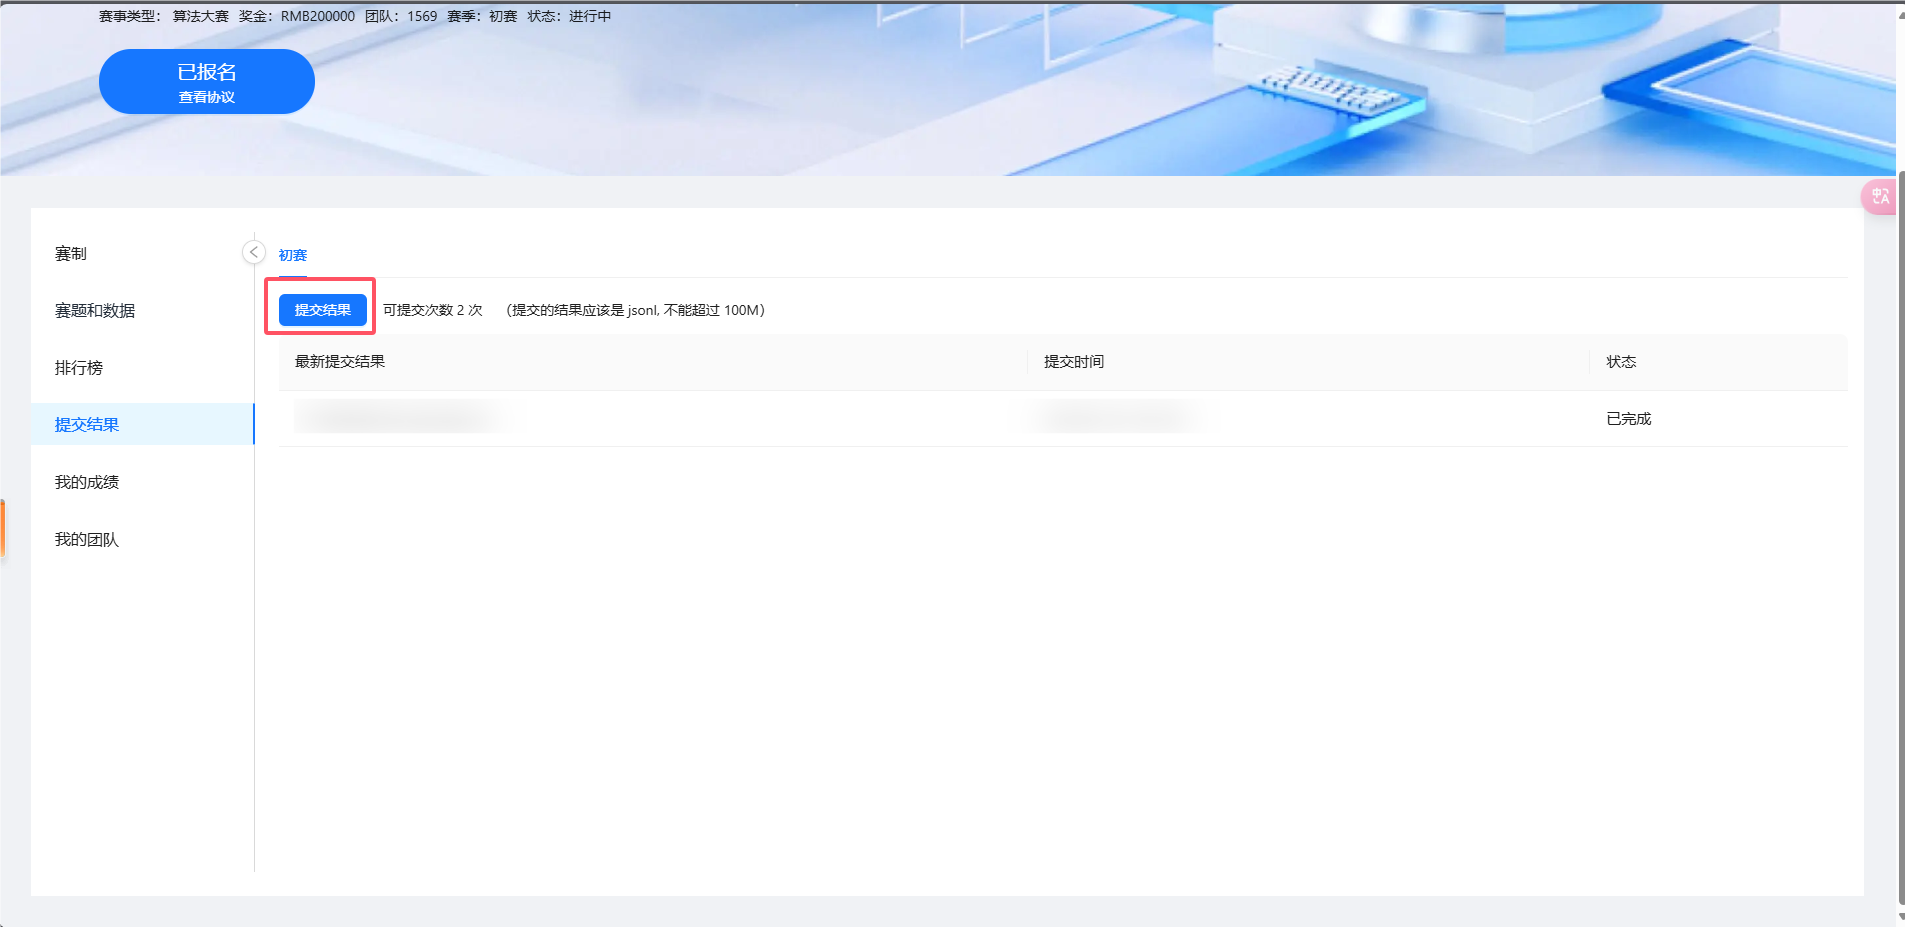 赛事类型： 算法大赛 奖金：RMB200000 团队：1569 赛季：初赛 状态：进行中
已报名
查看协议
赛制
赛题和数据
排行榜
提交结果
我的成绩
我的团队
初赛
提交结果 可提交次数 2 次 （提交的结果应该是 jsonl, 不能超过 100M）
最新提交结果 提交时间 状态
已完成